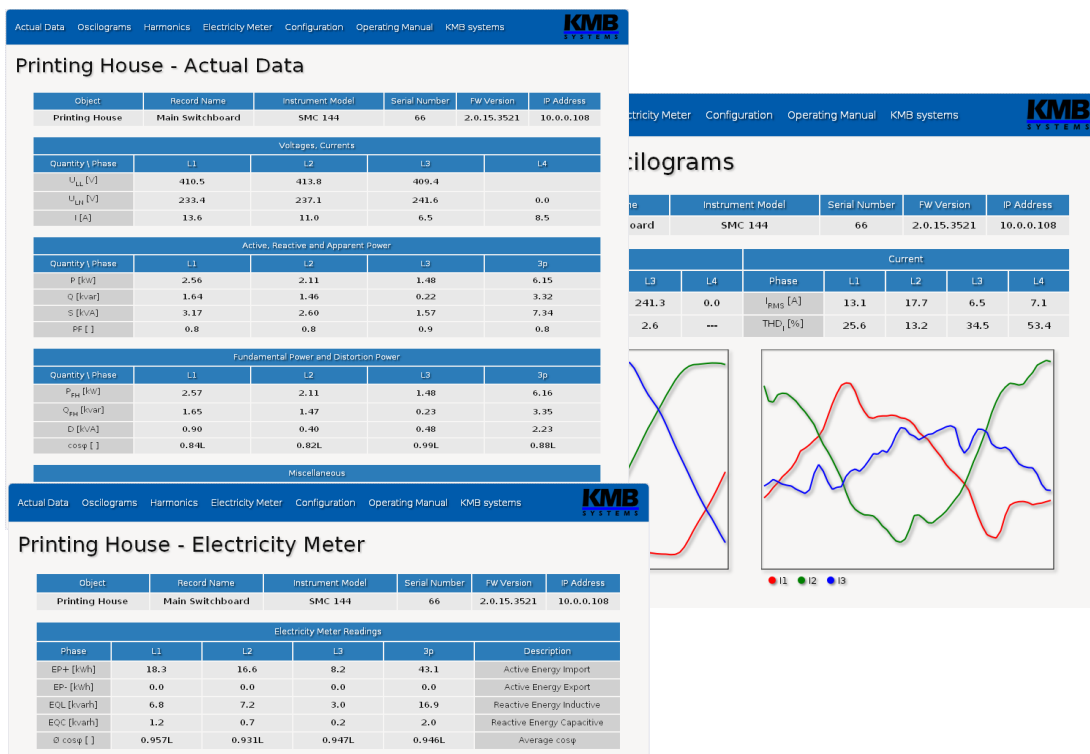 Actual Data Oscilograms Harmonics Electricity Meter Configuration Operating Manual KMB systems KMB SYSTEMS
Printing House - Actual Data
Object Record Name Instrument Model Serial Number FW Version IP Address
Printing House Main Switchboard SMC 144 66 2.0.15.3521 10.0.0.108
Voltages, Currents
Quantity \ Phase L1 L2 L3 L4
ULL [V] 410.5 413.8 409.4
ULN [V] 233.4 237.1 241.6 0.0
I [A] 13.6 11.0 6.5 8.5
Active, Reactive and Apparent Power
Quantity \ Phase L1 L2 L3 3p
P [kW] 2.56 2.11 1.48 6.15
Q [kvar] 1.64 1.46 0.22 3.32
S [kVA] 3.17 2.60 1.57 7.34
PF [ ] 0.8 0.8 0.9 0.8
Fundamental Power and Distortion Power
Quantity \ Phase L1 L2 L3 3p
PFH [kW] 2.57 2.11 1.48 6.16
QFH [kvar] 1.65 1.47 0.23 3.35
D [kVA] 0.90 0.40 0.48 2.23
cosφ [ ] 0.84L 0.82L 0.99L 0.88L
Miscellaneous
ctricity Meter Configuration Operating Manual KMB systems KMB SYSTEMS
cilograms
me Instrument Model Serial Number FW Version IP Address
oard SMC 144 66 2.0.15.3521 10.0.0.108
Current
L3 L4 Phase L1 L2 L3 L4
241.3 0.0 IRMS [A] 13.1 17.7 6.5 7.1
2.6 --- THDI [%] 25.6 13.2 34.5 53.4
I1 I2 I3
Actual Data Oscilograms Harmonics Electricity Meter Configuration Operating Manual KMB systems KMB SYSTEMS
Printing House - Electricity Meter
Object Record Name Instrument Model Serial Number FW Version IP Address
Printing House Main Switchboard SMC 144 66 2.0.15.3521 10.0.0.108
Electricity Meter Readings
Phase L1 L2 L3 3p Description
EP+ [kWh] 18.3 16.6 8.2 43.1 Active Energy Import
EP- [kWh] 0.0 0.0 0.0 0.0 Active Energy Export
EQL [kvarh] 6.8 7.2 3.0 16.9 Reactive Energy Inductive
EQC [kvarh] 1.2 0.7 0.2 2.0 Reactive Energy Capacitive
Ø cosφ [ ] 0.957L 0.931L 0.947L 0.946L Average cosφ